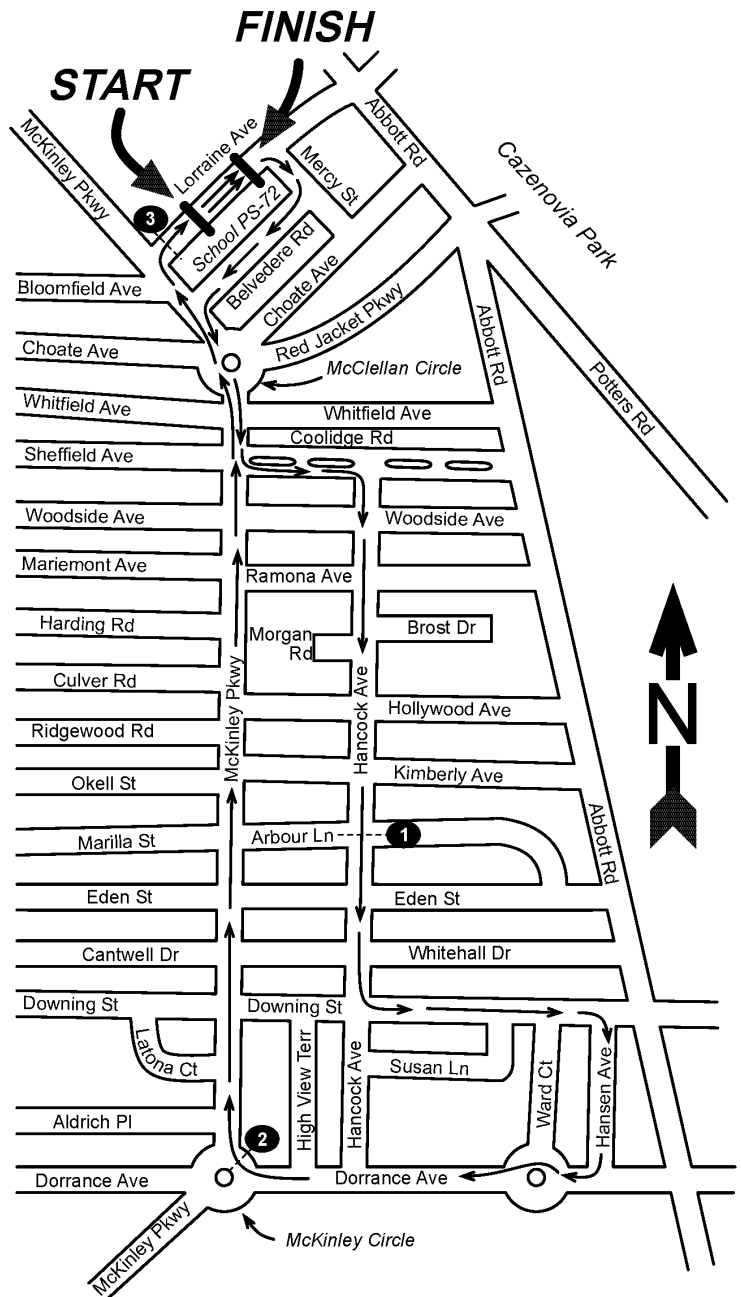 FINISH
START
Abbott Rd
McKinley Pkwy
Lorraine Ave
Mercy St
Cazenovia Park
3
School PS-72
Belvedere Rd
Bloomfield Ave
Choate Ave
Red Jacket Pkwy
Abbott Rd
Choate Ave
McClellan Circle
Potters Rd
Whitfield Ave
Whitfield Ave
Coolidge Rd
Sheffield Ave
Woodside Ave
Woodside Ave
Mariemont Ave
Ramona Ave
Harding Rd
Morgan
Rd
Brost Dr
Culver Rd
McKinley Pkwy
Hancock Ave
N
Hollywood Ave
Ridgewood Rd
Okell St
Kimberly Ave
Abbott Rd
Marilla St
Arbour Ln
1
Eden St
Eden St
Cantwell Dr
Whitehall Dr
Downing St
Downing St
Latona Ct
High View Terr
Hancock Ave
Susan Ln
Ward Ct
Hansen Ave
Aldrich Pl
2
Dorrance Ave
Dorrance Ave
McKinley Pkwy
McKinley Circle